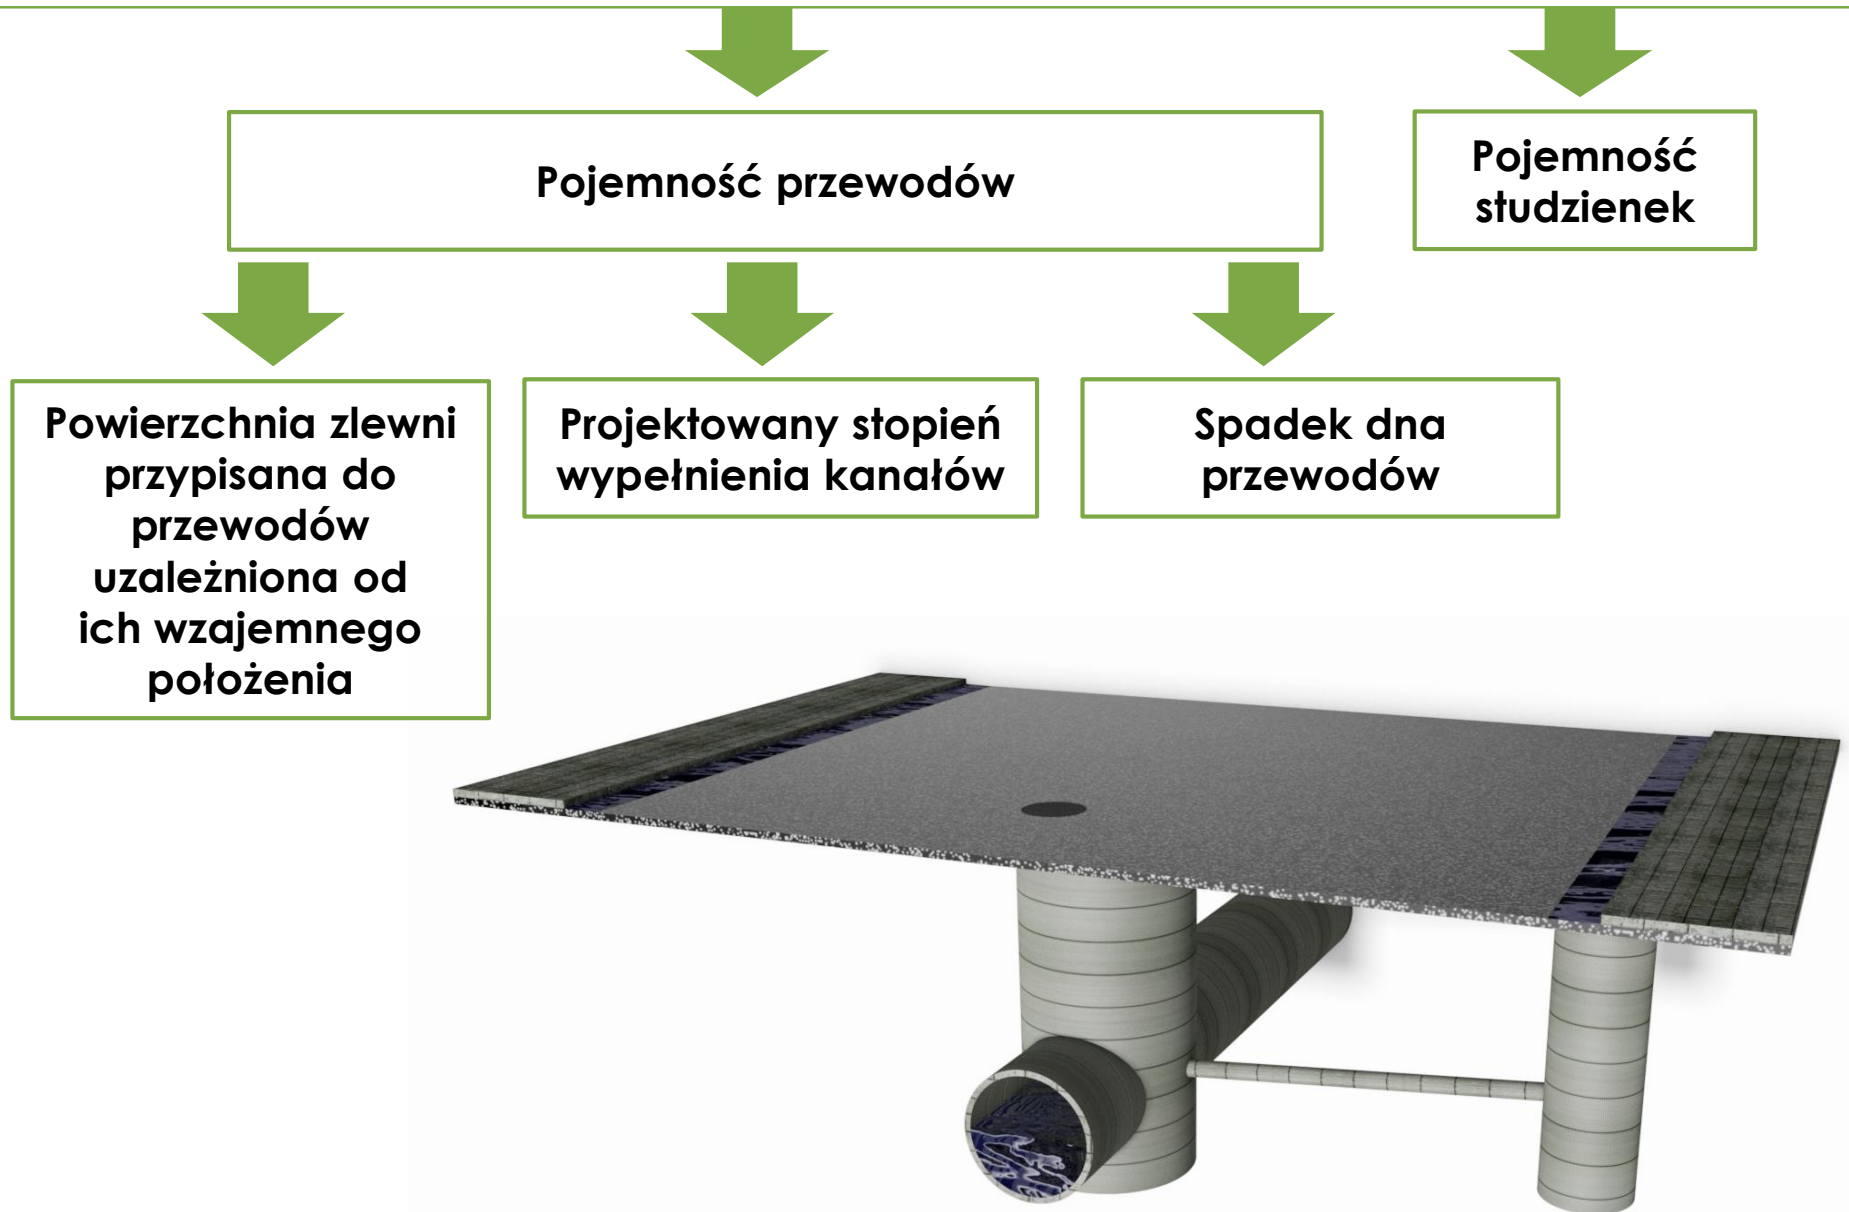 Pojemność przewodów
Pojemność
studzienek
Powierzchnia zlewni
przypisana do
przewodów
uzależniona od
ich wzajemnego
położenia
Projektowany stopień
wypełnienia kanałów
Spadek dna
przewodów